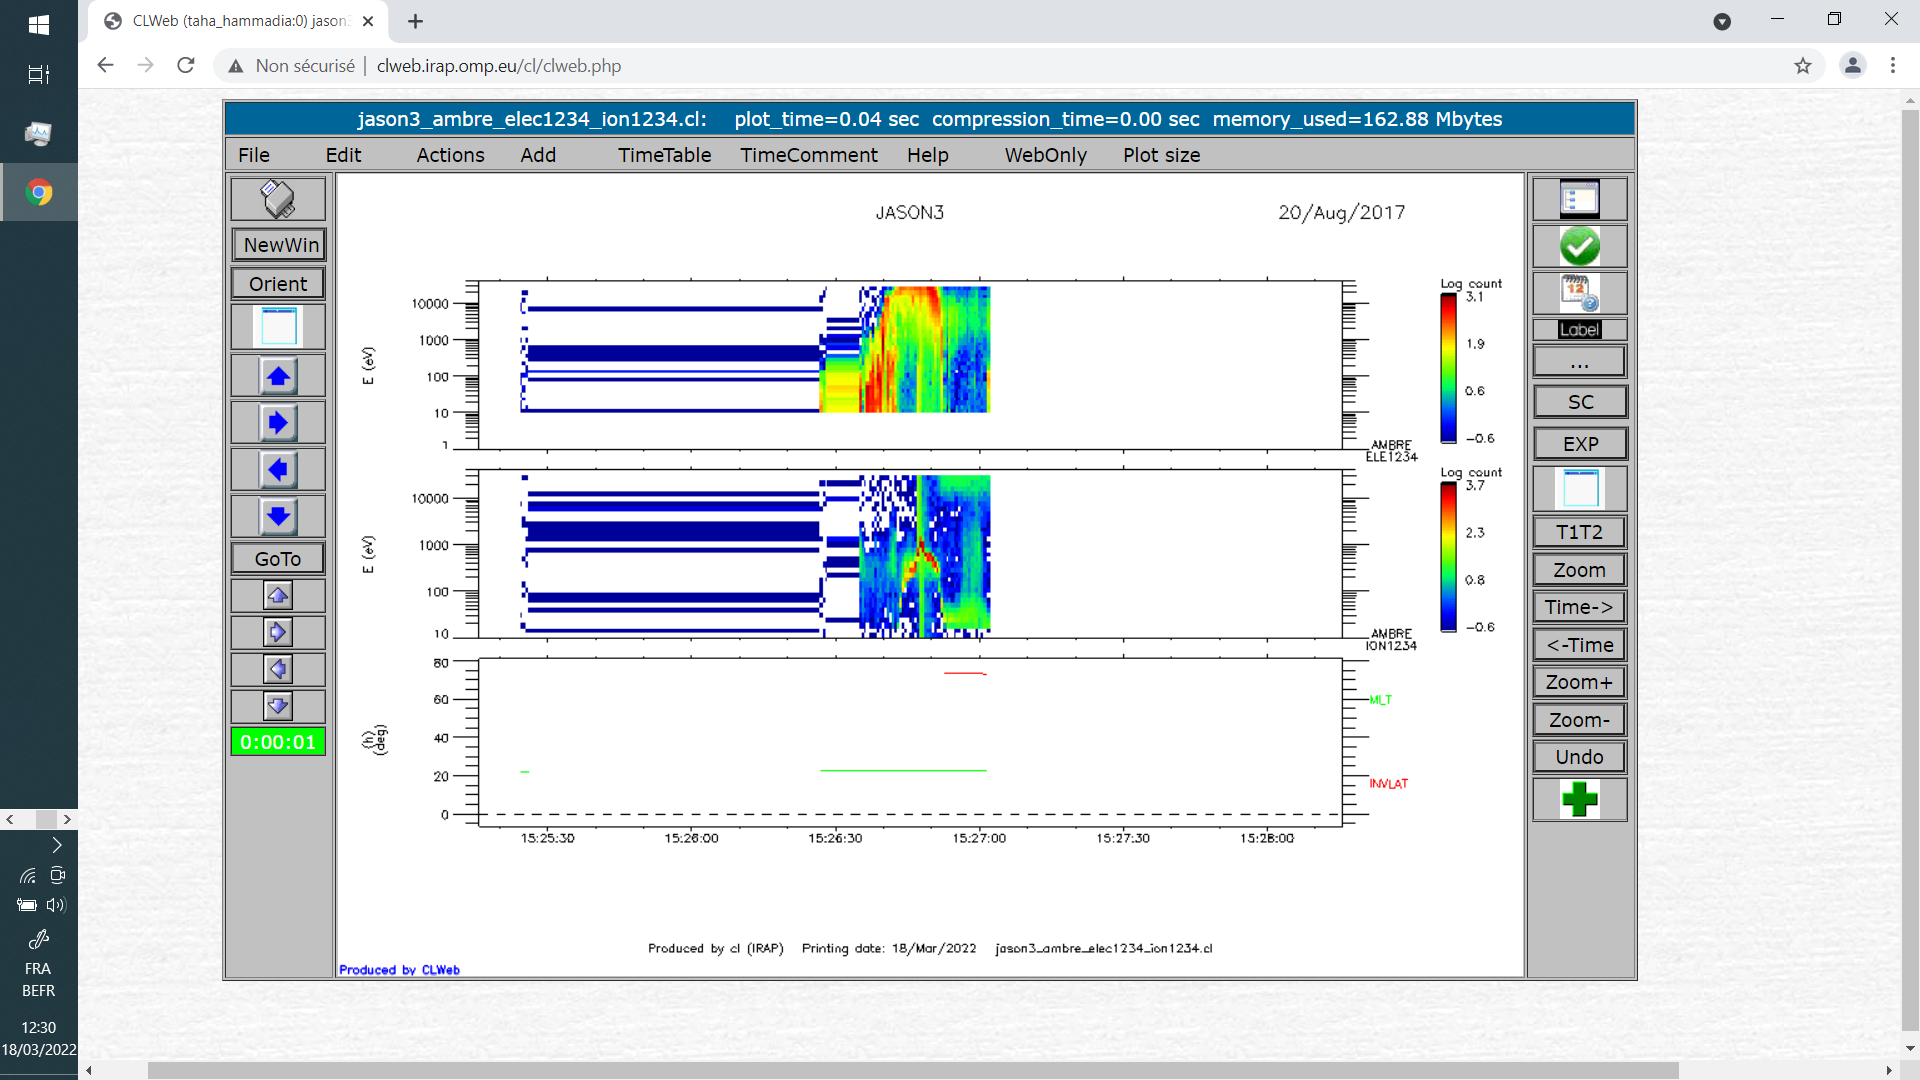 CLWeb (taha_hammadia:0) jason3
Non sécurisé | clweb.irap.omp.eu/cl/clweb.php
jason3_ambre_elec1234_ion1234.cl: plot_time=0.04 sec compression_time=0.00 sec memory_used=162.88 Mbytes
File Edit Actions Add TimeTable TimeComment Help WebOnly Plot size
NewWin
Orient
GoTo
0:00:01
JASON3 20/Aug/2017
E (eV)
10000
1000
100
10
1
Log count
3.1
1.9
0.6
-0.6
AMBRE
ELE1234
E (eV)
10000
1000
100
10
Log count
3.7
2.3
0.8
-0.6
AMBRE
ION1234
(h)
(deg)
80
60
40
20
0
MLT
INVLAT
15:25:30 15:26:00 15:26:30 15:27:00 15:27:30 15:28:00
Produced by cl (IRAP) Printing date: 18/Mar/2022 jason3_ambre_elec1234_ion1234.cl
Produced by CLWeb
12
Label
...
SC
EXP
T1T2
Zoom
Time->
<-Time
Zoom+
Zoom-
Undo
FRA
BEFR
12:30
18/03/2022